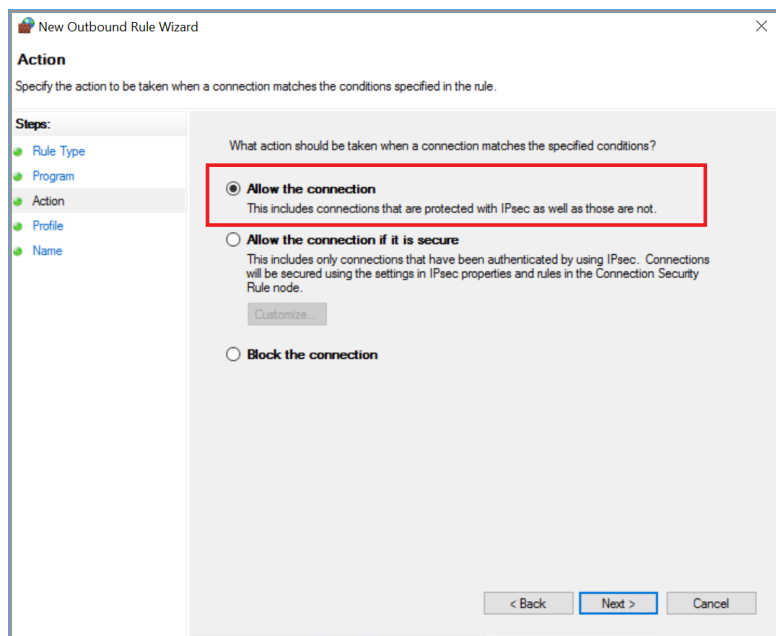 New Outbound Rule Wizard
Action
Specify the action to be taken when a connection matches the conditions specified in the rule.
Steps:
Rule Type
Program
Action
Profile
Name
What action should be taken when a connection matches the specified conditions?
Allow the connection
This includes connections that are protected with IPsec as well as those are not.
Allow the connection if it is secure
This includes only connections that have been authenticated by using IPsec.  Connections
will be secured using the settings in IPsec properties and rules in the Connection Security
Rule node.
Customize...
Block the connection
< Back
Next >
Cancel